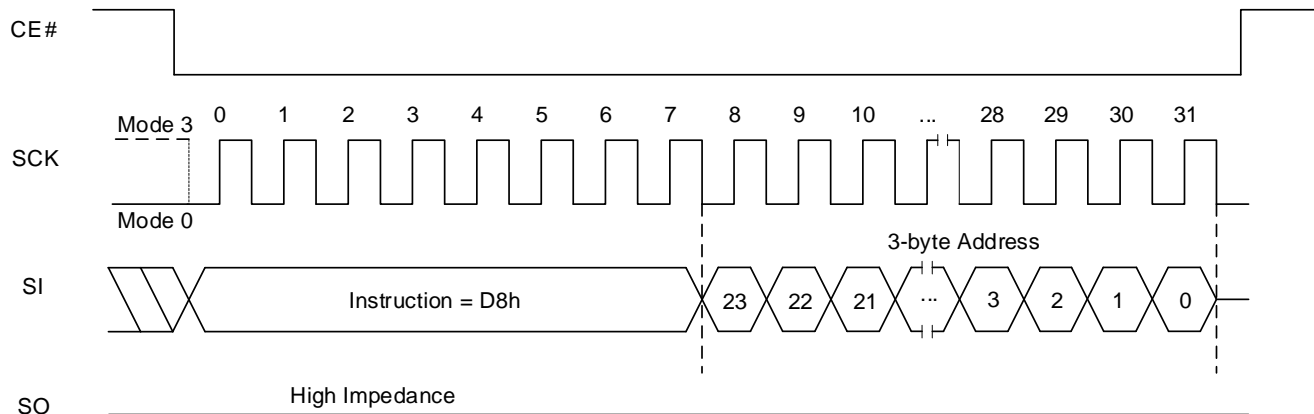 CE#
0 1 2 3 4 5 6 7 8 9 10 ... 28 29 30 31
Mode 3
SCK
Mode 0
3-byte Address
SI
Instruction = D8h 23 22 21 ... 3 2 1 0
High Impedance
SO